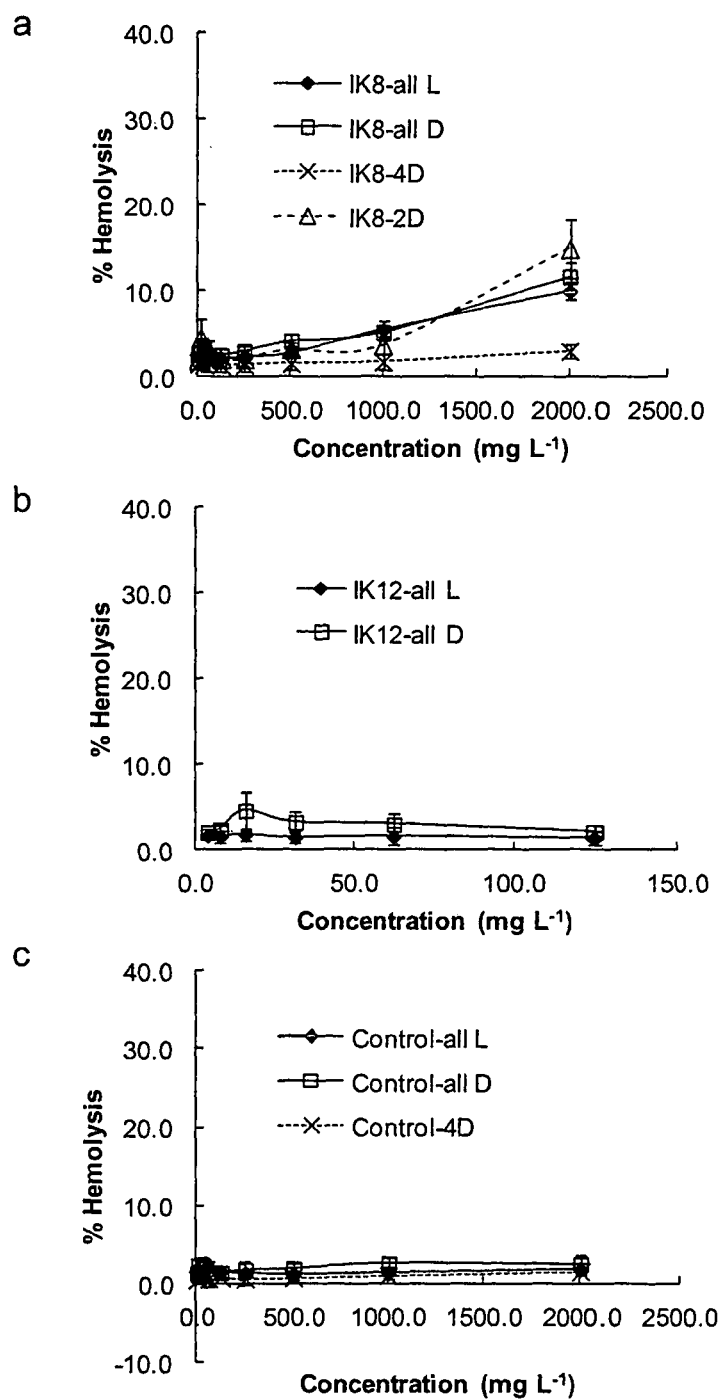 a
40.0
30.0
20.0
10.0
0.0
% Hemolysis
IK8-all L
IK8-all D
IK8-4D
IK8-2D
0.0 500.0 1000.0 1500.0 2000.0 2500.0
Concentration (mg L-1)
b
40.0
30.0
20.0
10.0
0.0
% Hemolysis
IK12-all L
IK12-all D
0.0 50.0 100.0 150.0
Concentration (mg L-1)
c
40.0
30.0
20.0
10.0
0.0
-10.0
% Hemolysis
Control-all L
Control-all D
Control-4D
0.0 500.0 1000.0 1500.0 2000.0 2500.0
Concentration (mg L-1)